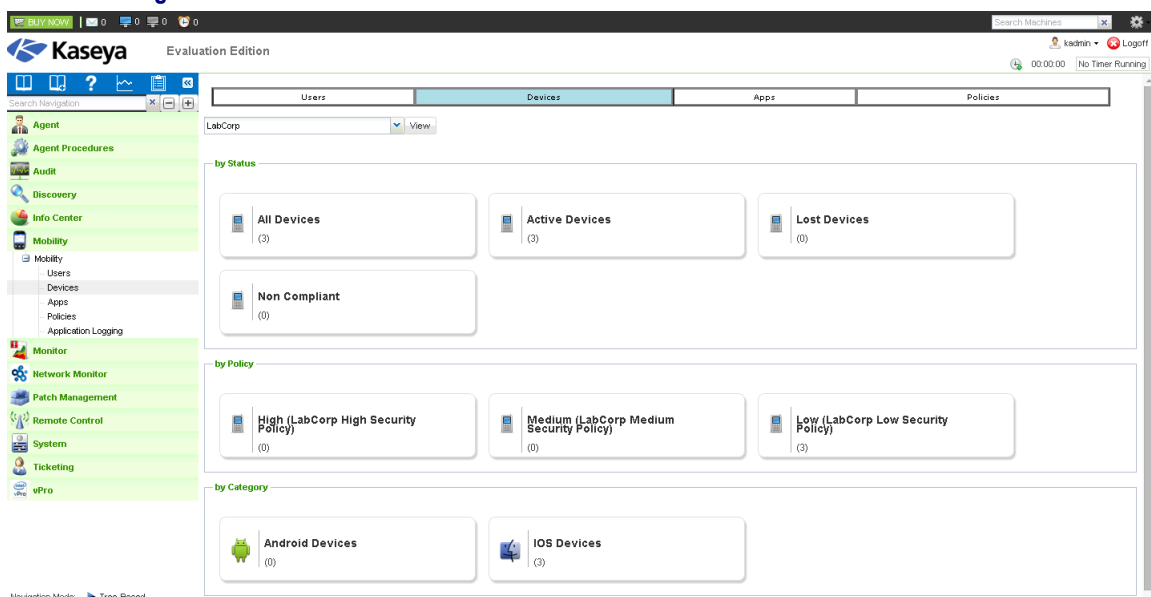 BUY NOW 0 0 0 0 Search Machines
Kaseya Evaluation Edition kadmin Logoff
00:00:00 No Timer Running
Search Navigation
Users Devices Apps Policies
LabCorp View
Agent
Agent Procedures
Audit
Discovery
Info Center
Mobility
Mobility
Users
Devices
Apps
Policies
Application Logging
Monitor
Network Monitor
Patch Management
Remote Control
System
Ticketing
vPro
by Status
All Devices
(3)
Active Devices
(3)
Lost Devices
(0)
Non Compliant
(0)
by Policy
High (LabCorp High Security
Policy)
(0)
Medium (LabCorp Medium
Security Policy)
(0)
Low (LabCorp Low Security
Policy)
(3)
by Category
Android Devices
(0)
IOS Devices
(3)